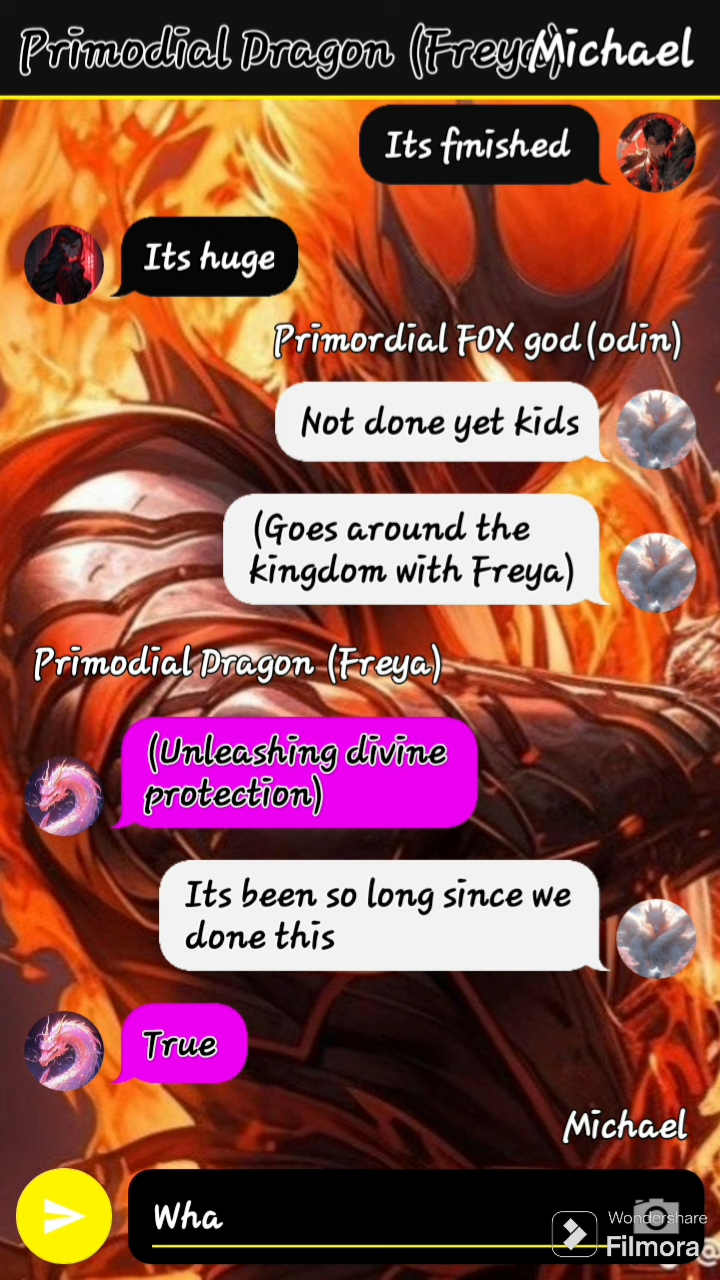 Primodial Dragon (Freya) Michael
Its finished
Its huge
Primordial FOX god (odin)
Not done yet kids
(Goes around the
kingdom with Freya)
Primodial Dragon (Freya)
(Unleashing divine
protection)
Its been so long since we
done this
True
Michael
Wha
Wondershare
Filmora
@